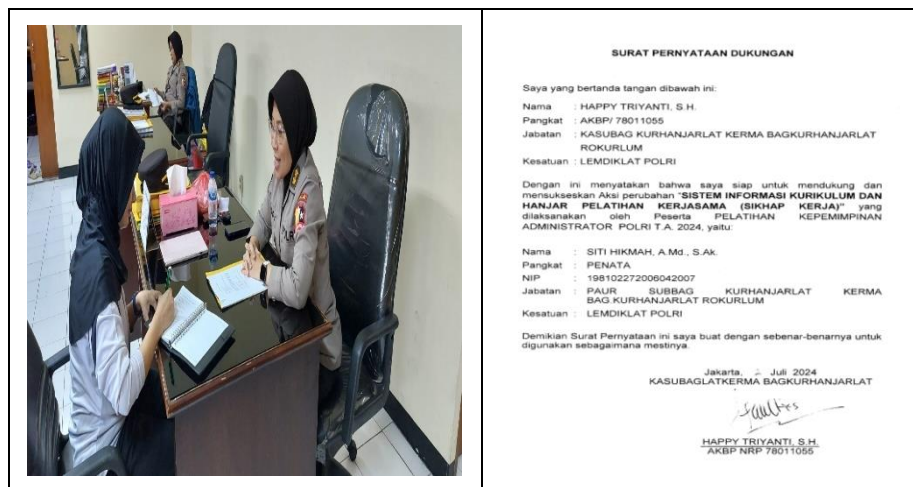 SURAT PERNYATAAN DUKUNGAN
Saya yang bertanda tangan dibawah ini:
Nama : HAPPY TRIYANTI, S.H.
Pangkat : AKBP/ 78011055
Jabatan : KASUBAG KURHANJARLAT KERMA BAGKURHANJARLAT
ROKURLUM
Kesatuan : LEMDIKLAT POLRI
Dengan ini menyatakan bahwa saya siap untuk mendukung dan
mensukseskan Aksi perubahan "SISTEM INFORMASI KURIKULUM DAN
HANJAR PELATIHAN KERJASAMA (SIKHAP KERJA)" yang
dilaksanakan oleh Peserta PELATIHAN KEPEMIMPINAN
ADMINISTRATOR POLRI T.A. 2024, yaitu:
Nama : SITI HIKMAH, A.Md., S.Ak.
Pangkat : PENATA
NIP : 198102272006042007
Jabatan : PAUR SUBBAG KURHANJARLAT KERMA
BAG.KURHANJARLAT ROKURLUM
Kesatuan : LEMDIKLAT POLRI
Demikian Surat Pernyataan ini saya buat dengan sebenar-benarnya untuk
digunakan sebagaimana mestinya.
Jakarta, Juli 2024
KASUBAGLATKERMA BAGKURHANJARLAT
HAPPY TRIYANTI, S.H.
AKBP NRP 78011055